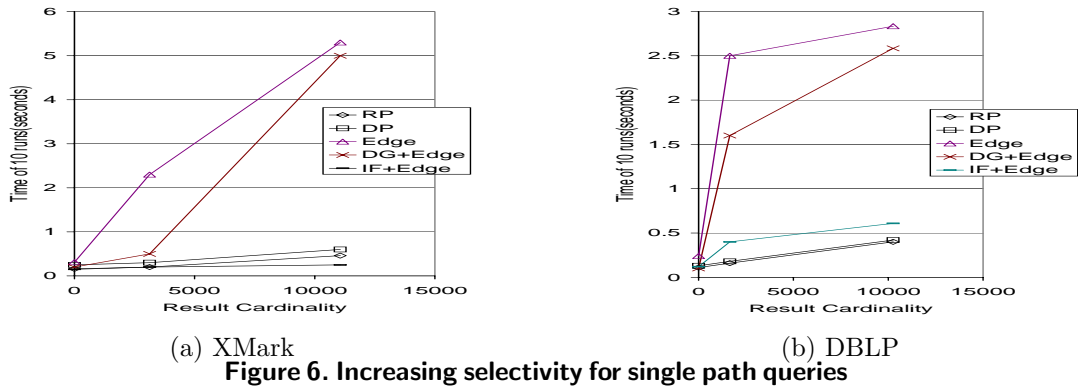 6
5
4
3
2
1
0
0 5000 10000 15000
Time of 10 runs(seconds)
Result Cardinality
RP
DP
Edge
DG+Edge
IF+Edge
(a) XMark
3
2.5
2
1.5
1
0.5
0
0 5000 10000 15000
Time of 10 runs(seconds)
Result Cardinality
RP
DP
Edge
DG+Edge
IF+Edge
(b) DBLP
Figure 6. Increasing selectivity for single path queries